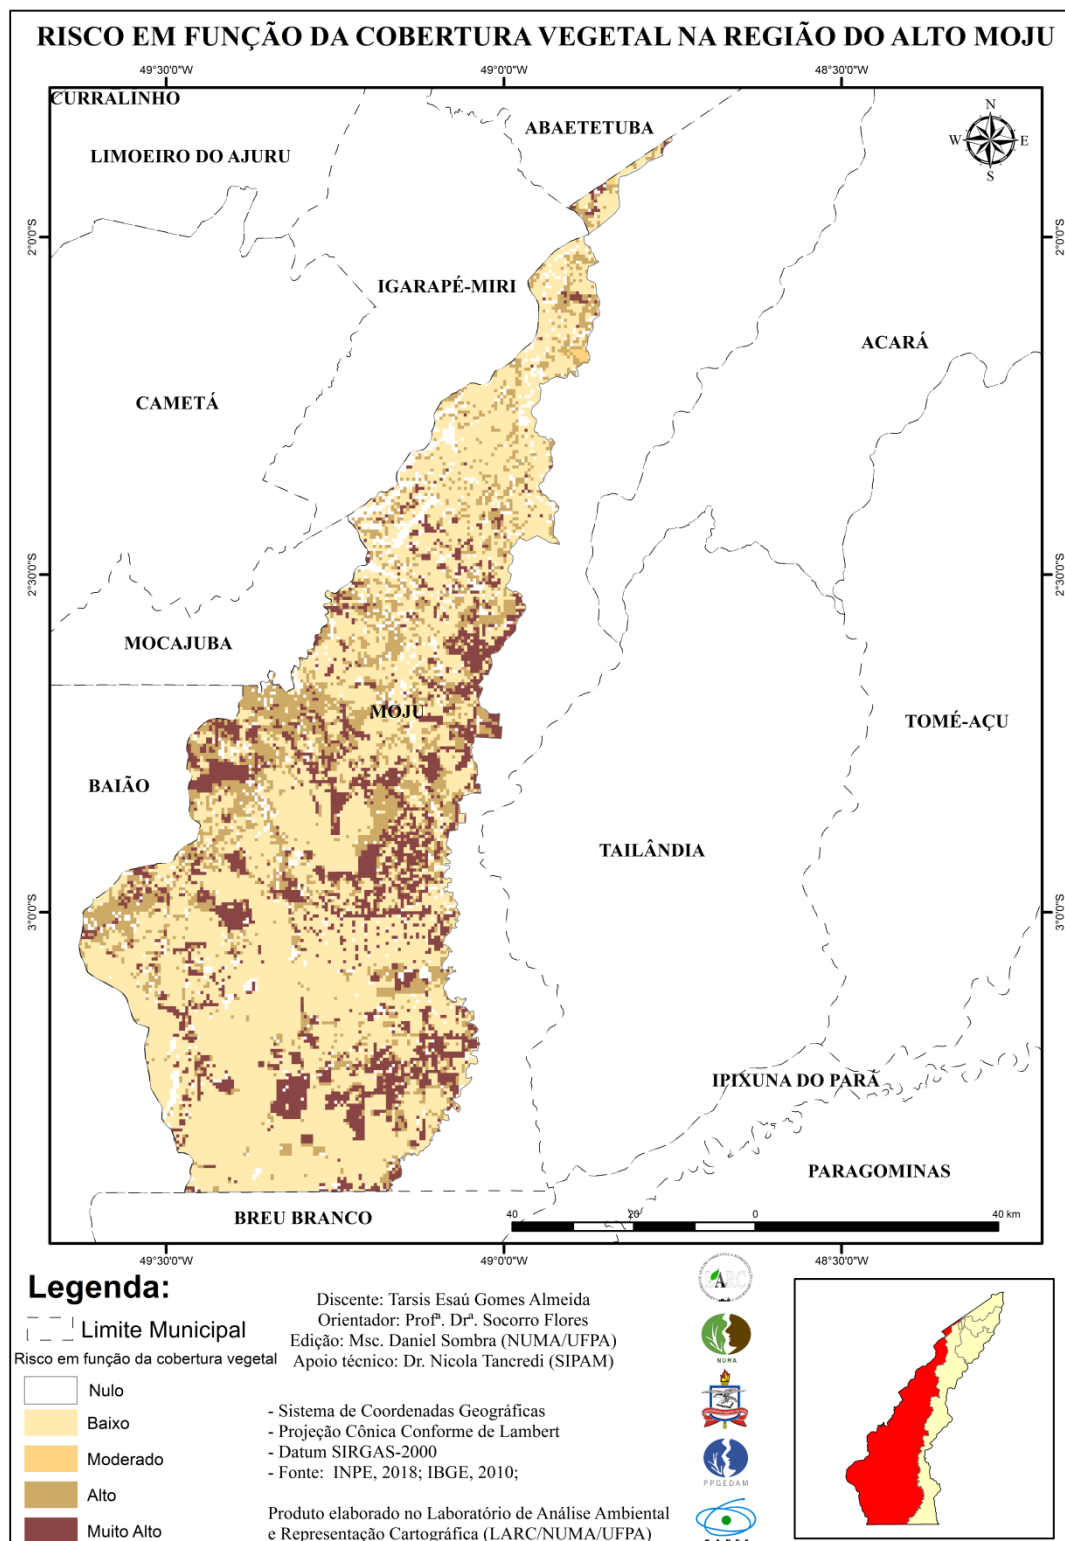 RISCO EM FUNÇÃO DA COBERTURA VEGETAL NA REGIÃO DO ALTO MOJU
49°30'0"W
49°0'0"W
48°30'0"W
CURRALINHO
ABAETETUBA
N
W
E
S
LIMOEIRO DO AJURU
2°0'0"S
2°0'0"S
IGARAPÉ-MIRI
ACARÁ
CAMETÁ
2°30'0"S
2°30'0"S
MOCAJUBA
MOJU
TOMÉ-AÇU
BAIÃO
TAILÂNDIA
3°0'0"S
3°0'0"S
IPIXUNA DO PARÁ
PARAGOMINAS
BREU BRANCO
40
20
0
40 km
49°30'0"W
49°0'0"W
48°30'0"W
Legenda:
Limite Municipal
Risco em função da cobertura vegetal
Nulo
Baixo
Moderado
Alto
Muito Alto
Discente: Tarsis Esaú Gomes Almeida
Orientador: Profª. Drª. Socorro Flores
Edição: Msc. Daniel Sombra (NUMA/UFPA)
Apoio técnico: Dr. Nicola Tancredi (SIPAM)
- Sistema de Coordenadas Geográficas
- Projeção Cônica Conforme de Lambert
- Datum SIRGAS-2000
- Fonte: INPE, 2018; IBGE, 2010;
Produto elaborado no Laboratório de Análise Ambiental
e Representação Cartográfica (LARC/NUMA/UFPA)
LARC
NUMA
PPGEDAM
CAPES